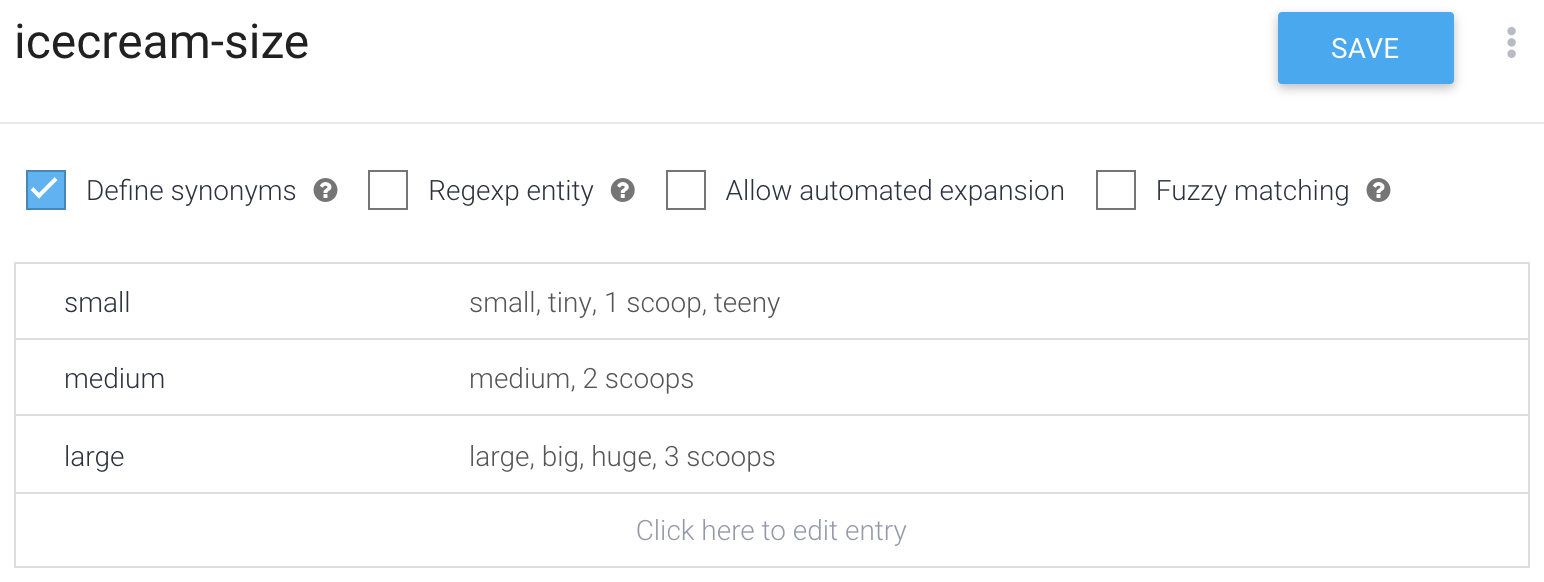 icecream-size
SAVE
Define synonyms ? Regexp entity ? Allow automated expansion Fuzzy matching ?
small small, tiny, 1 scoop, teeny
medium medium, 2 scoops
large large, big, huge, 3 scoops
Click here to edit entry